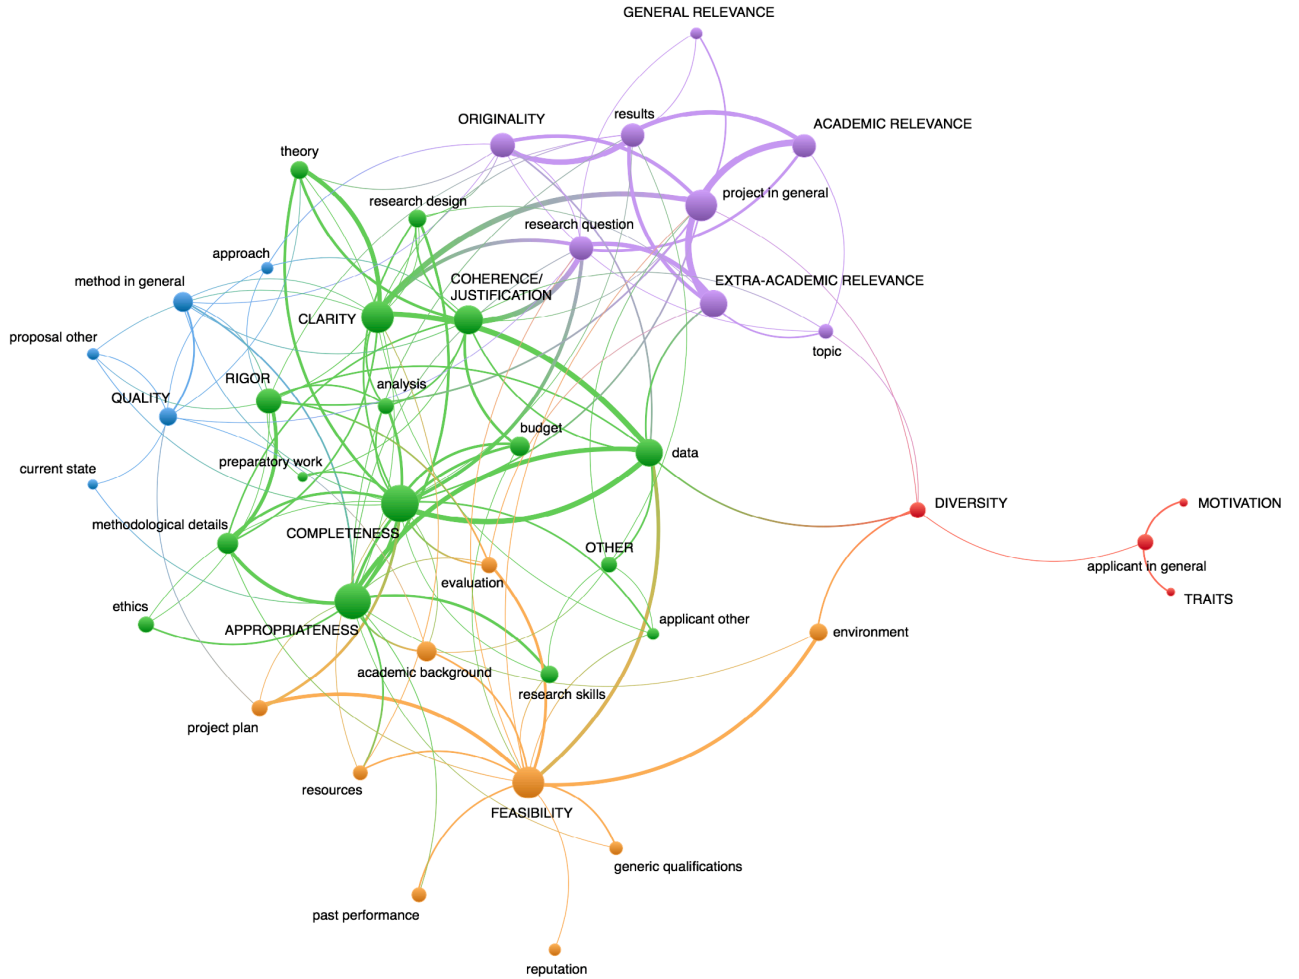 GENERAL RELEVANCE
results
ORIGINALITY
ACADEMIC RELEVANCE
theory
project in general
research design
research question
approach
method in general
COHERENCE/
JUSTIFICATION
EXTRA-ACADEMIC RELEVANCE
CLARITY
proposal other
topic
RIGOR
analysis
QUALITY
budget
data
preparatory work
current state
DIVERSITY
MOTIVATION
methodological details
COMPLETENESS
OTHER
applicant in general
evaluation
TRAITS
ethics
applicant other
APPROPRIATENESS
environment
academic background
research skills
project plan
resources
FEASIBILITY
generic qualifications
past performance
reputation